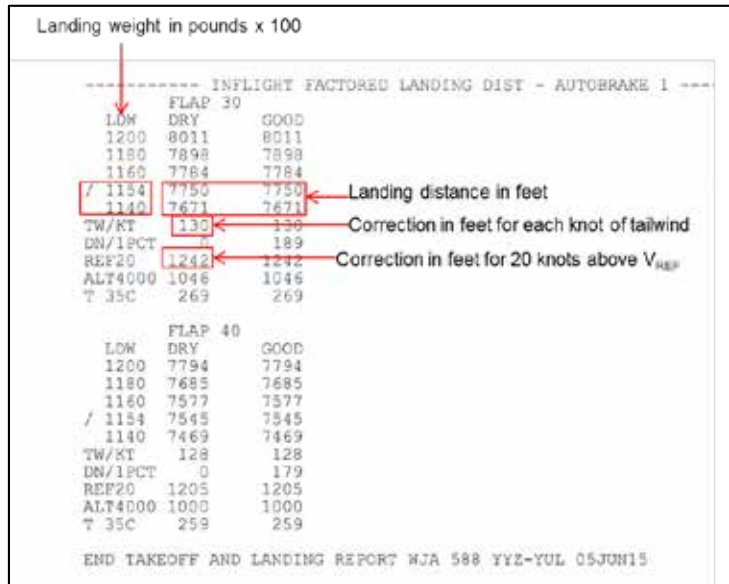 Landing weight in pounds x 100
----------- INFLIGHT FACTORED LANDING DIST - AUTOBRAKE 1 ----
FLAP 30
LDW DRY GOOD
1200 8011 8011
1180 7898 7898
1160 7784 7784
/ 1154 7750 7750 Landing distance in feet
1140 7671 7671
TW/KT 130 130 Correction in feet for each knot of tailwind
DN/1PCT 0 189
REF20 1242 1242 Correction in feet for 20 knots above VREF
ALT4000 1046 1046
T 35C 269 269
FLAP 40
LDW DRY GOOD
1200 7794 7794
1180 7685 7685
1160 7577 7577
/ 1154 7545 7545
1140 7469 7469
TW/KT 128 128
DN/1PCT 0 179
REF20 1205 1205
ALT4000 1000 1000
T 35C 259 259
END TAKEOFF AND LANDING REPORT WJA 588 YYZ-YUL 05JUN15